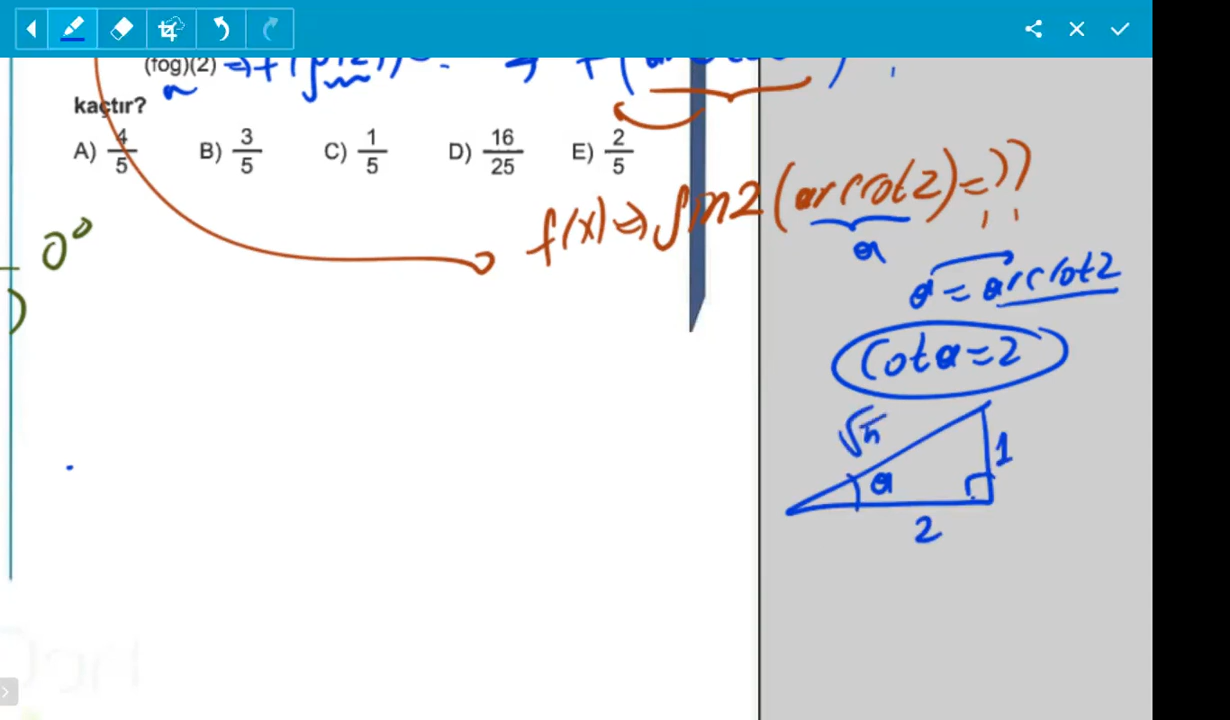 (fog)(2) ⇒ f(
kaçtır?
A) 4/5 B) 3/5 C) 1/5 D) 16/25 E) 2/5
f(x) ⇒ sin2(arccot2) = ??
a
0°
a = arccot2
Cota = 2
√5
1
a
2